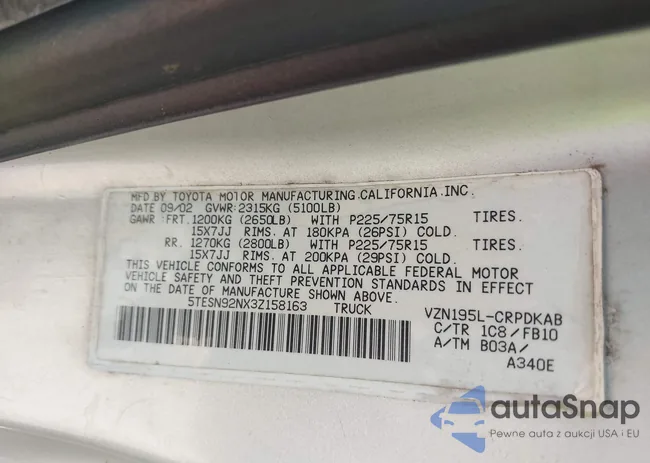 MFD BY TOYOTA MOTOR MANUFACTURING.CALIFORNIA.INC.
DATE 09/02 GVWR:2315KG (5100LB)
GAWR: FRT.1200KG (2650LB) WITH P225/75R15 TIRES.
15X7JJ RIMS. AT 180KPA (26PSI) COLD.
RR. 1270KG (2800LB) WITH P225/75R15 TIRES.
15X7JJ RIMS. AT 200KPA (29PSI) COLD.
THIS VEHICLE CONFORMS TO ALL APPLICABLE FEDERAL MOTOR
VEHICLE SAFETY AND THEFT PREVENTION STANDARDS IN EFFECT
ON THE DATE OF MANUFACTURE SHOWN ABOVE.
5TESN92NX3Z158163 TRUCK
VZN195L-CRPDKAB
C/TR 1C8/FB10
A/TM B03A/
A340E
autaSnap
Pewne auta z aukcji USA i EU